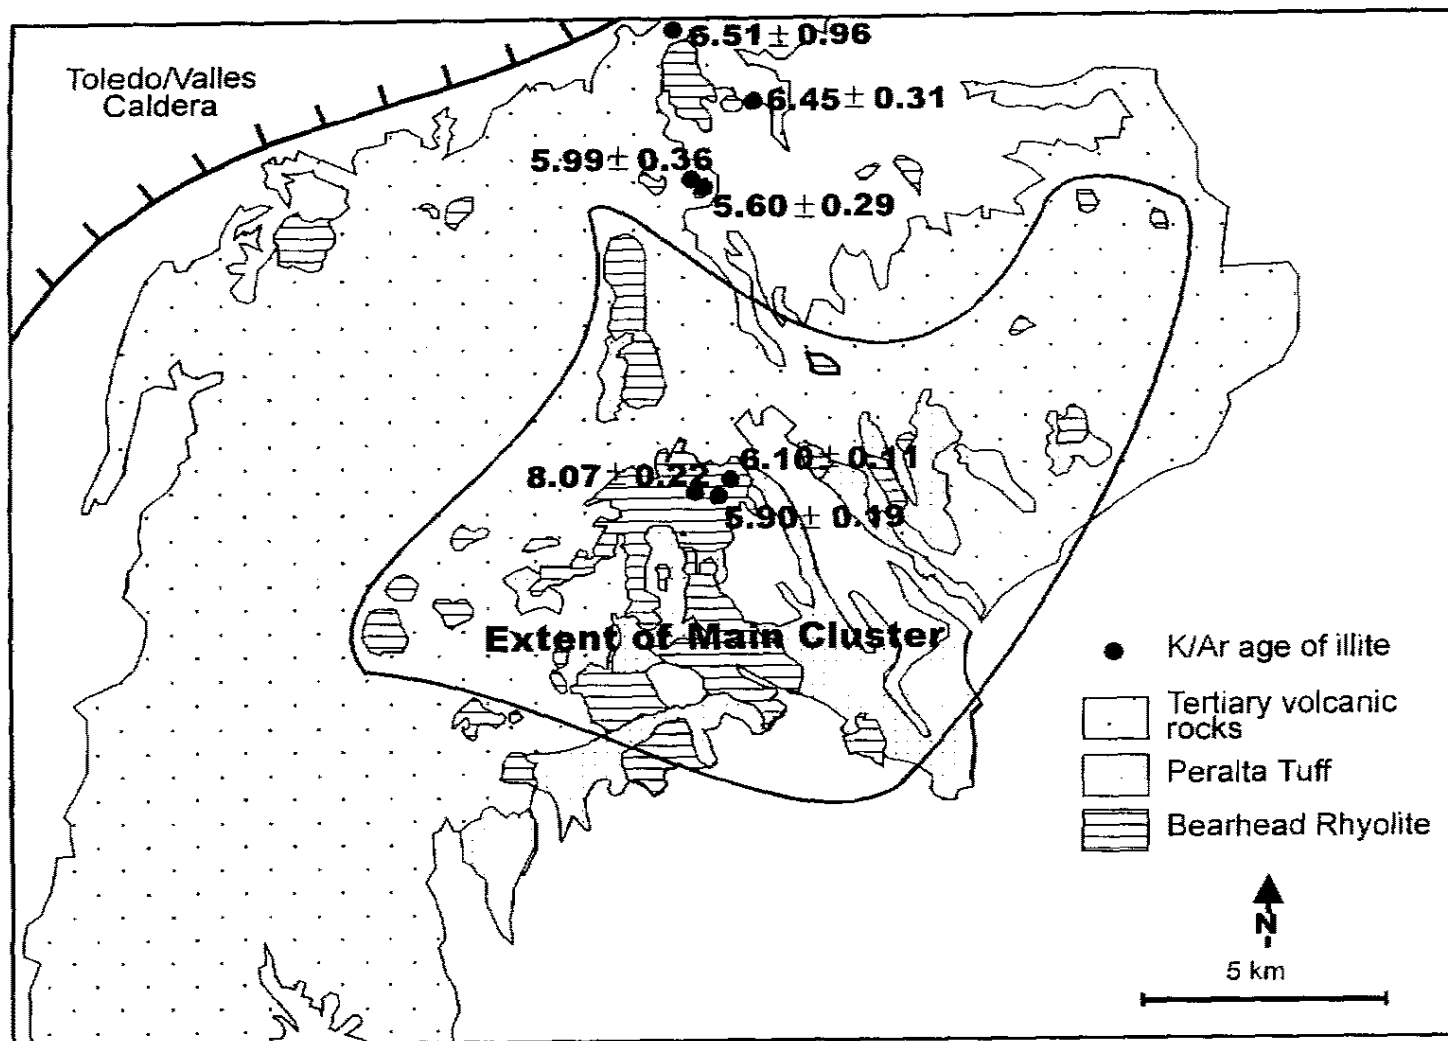 6.51 ± 0.96
Toledo/Valles
Caldera
6.45 ± 0.31
5.99 ± 0.36
5.60 ± 0.29
6.10 ± 0.11
8.07 ± 0.22
5.90 ± 0.19
Extent of Main Cluster
K/Ar age of illite
Tertiary volcanic
rocks
Peralta Tuff
Bearhead Rhyolite
N
5 km